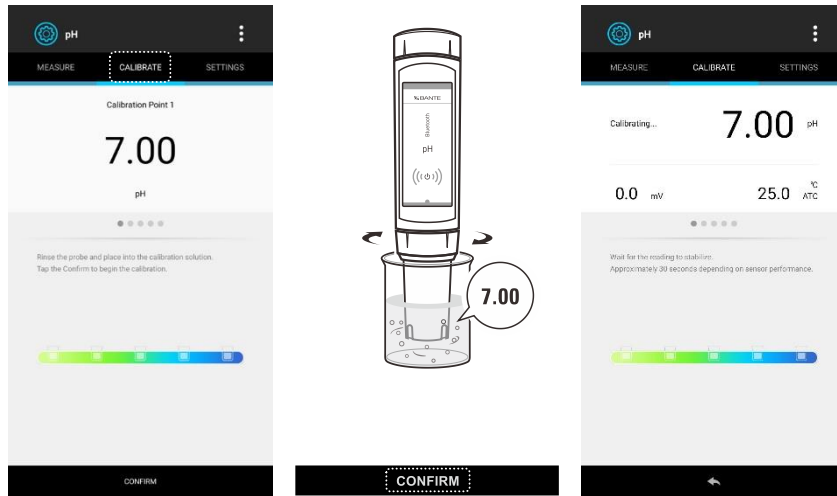 pH
MEASURE CALIBRATE SETTINGS
Calibration Point 1
7.00
pH
Rinse the probe and place into the calibration solution.
Tap the Confirm to begin the calibration.
CONFIRM
BANTE
Bluetooth
pH
7.00
CONFIRM
pH
MEASURE CALIBRATE SETTINGS
Calibrating... 7.00 pH
0.0 mV 25.0 °C ATC
Wait for the reading to stabilize.
Approximately 30 seconds depending on sensor performance.